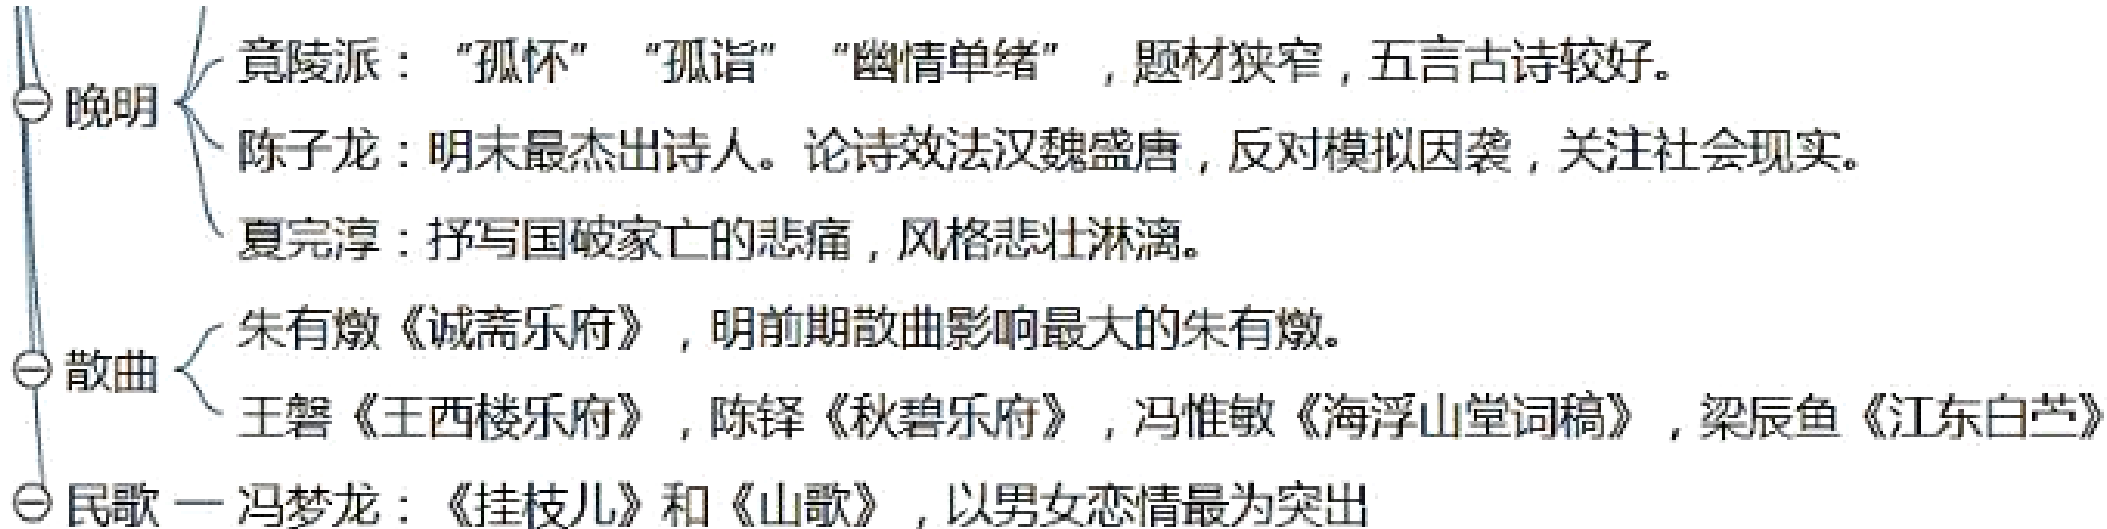 竟陵派："孤怀" "孤诣" "幽情单绪"，题材狭窄，五言古诗较好。
晚明
陈子龙：明末最杰出诗人。论诗效法汉魏盛唐，反对模拟因袭，关注社会现实。
夏完淳：抒写国破家亡的悲痛，风格悲壮淋漓。
朱有燉《诚斋乐府》，明前期散曲影响最大的朱有燉。
散曲
王磐《王西楼乐府》，陈铎《秋碧乐府》，冯惟敏《海浮山堂词稿》，梁辰鱼《江东白苎》
民歌 — 冯梦龙：《挂枝儿》和《山歌》，以男女恋情最为突出